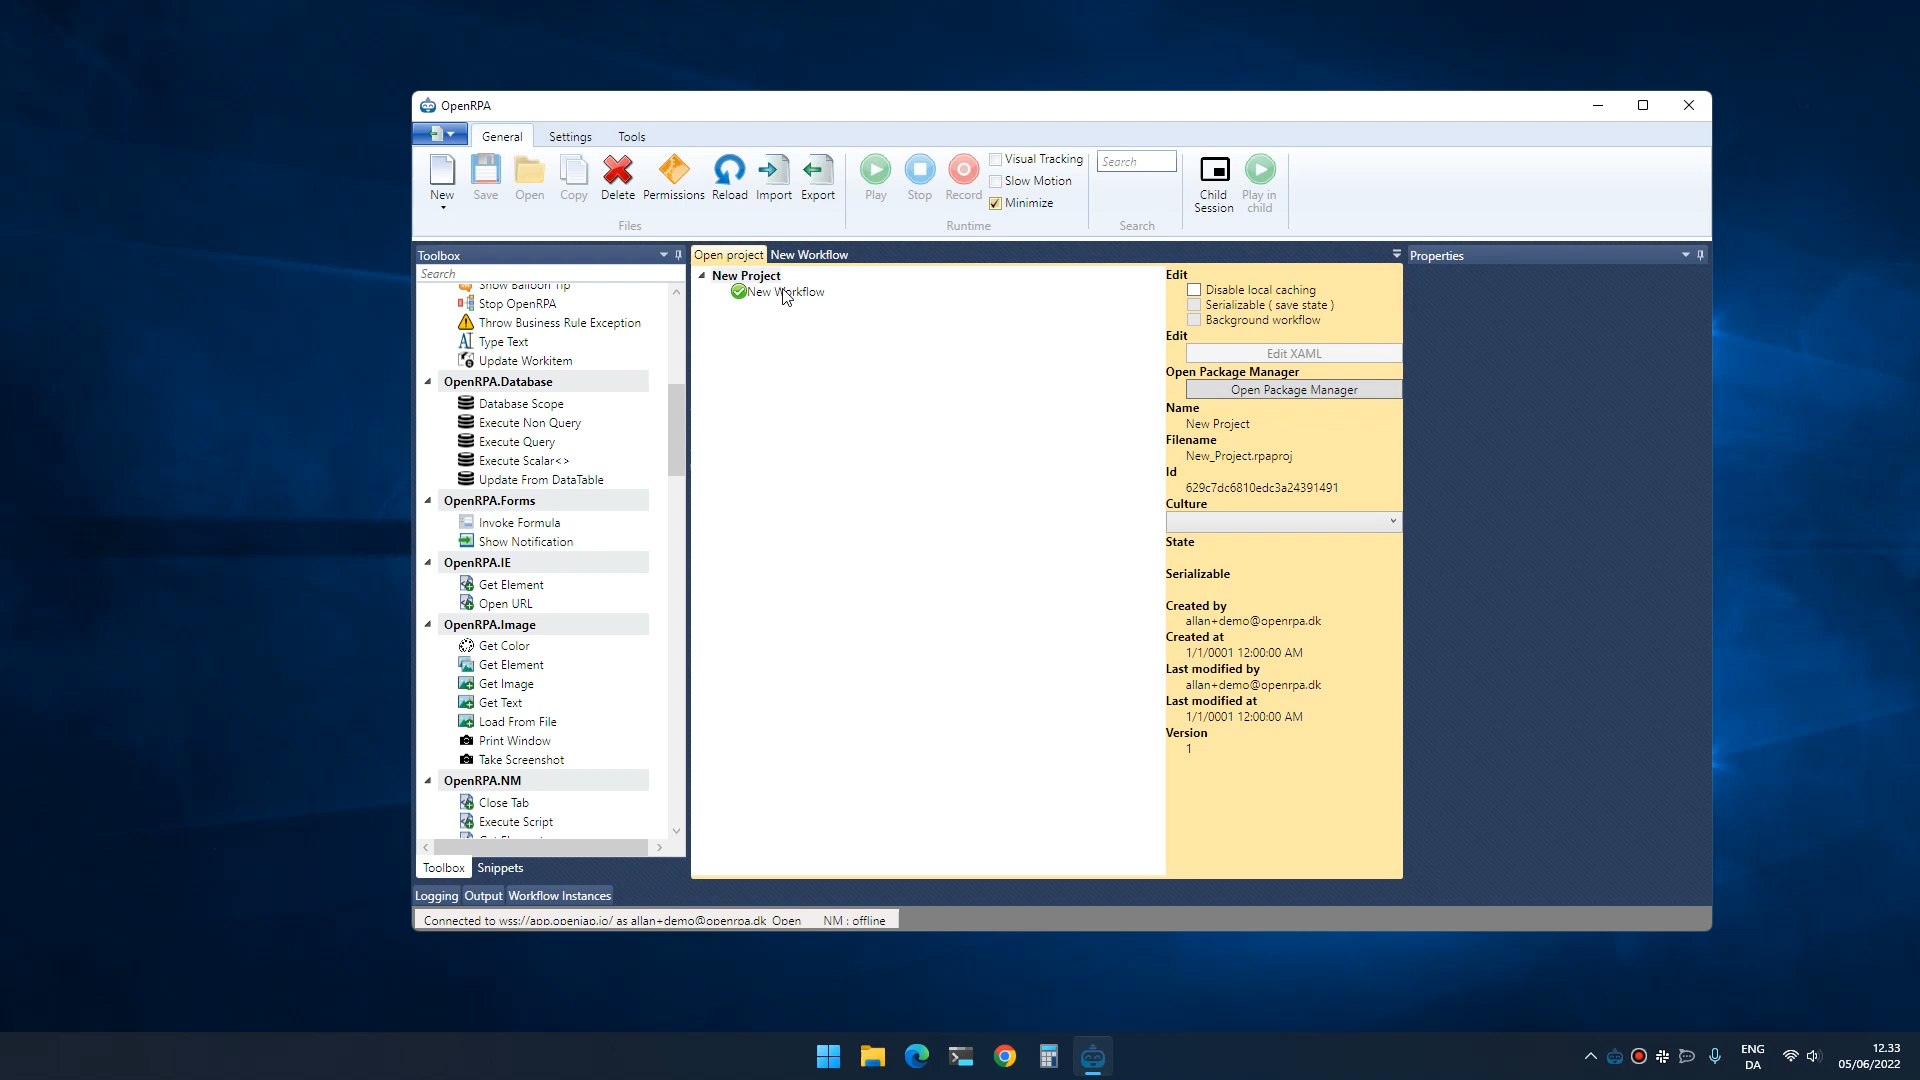 OpenRPA
General Settings Tools
New Save Open Copy Delete Permissions Reload Import Export
Files
Play Stop Record
Visual Tracking
Slow Motion
Minimize
Runtime
Search
Search
Child Session
Play in child
Toolbox
Search
Show Balloon Tip
Stop OpenRPA
Throw Business Rule Exception
Type Text
Update Workitem
OpenRPA.Database
Database Scope
Execute Non Query
Execute Query
Execute Scalar<>
Update From DataTable
OpenRPA.Forms
Invoke Formula
Show Notification
OpenRPA.IE
Get Element
Open URL
OpenRPA.Image
Get Color
Get Element
Get Image
Get Text
Load From File
Print Window
Take Screenshot
OpenRPA.NM
Close Tab
Execute Script
Toolbox Snippets
Open project New Workflow
New Project
New Workflow
Edit
Disable local caching
Serializable ( save state )
Background workflow
Edit
Edit XAML
Open Package Manager
Open Package Manager
Name
New Project
Filename
New_Project.rpaproj
Id
629c7dc6810edc3a24391491
Culture
State
Serializable
Created by
allan+demo@openrpa.dk
Created at
1/1/0001 12:00:00 AM
Last modified by
allan+demo@openrpa.dk
Last modified at
1/1/0001 12:00:00 AM
Version
1
Properties
Logging Output Workflow Instances
Connected to wss://app.openiap.io/ as allan+demo@openrpa.dk Open NM : offline
ENG
DA
12.33
05/06/2022